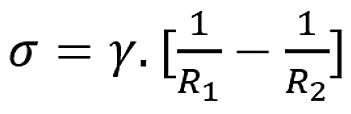 σ = γ. [1/R₁ − 1/R₂]